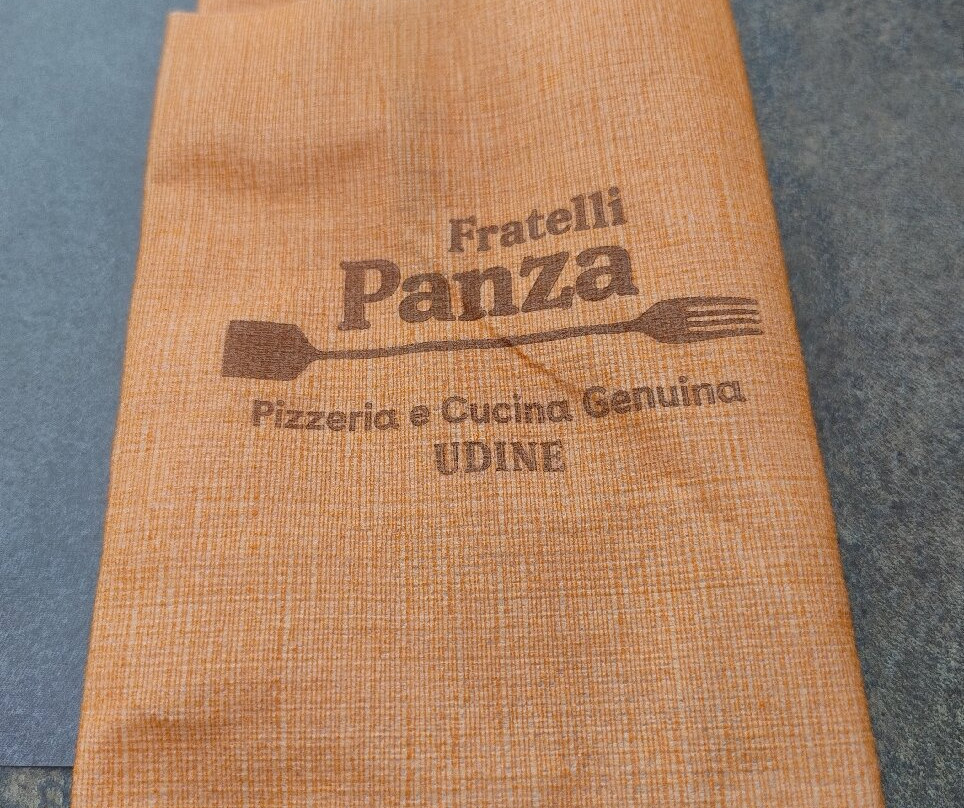 Fratelli
Panza
Pizzeria e Cucina Genuina
UDINE